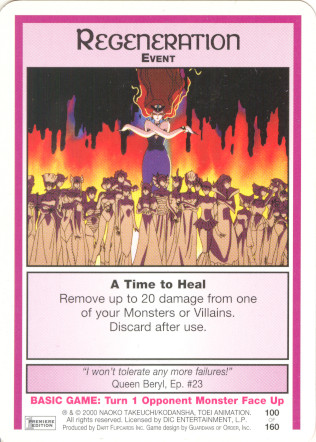 REGENERATION
EVENT
A Time to Heal
Remove up to 20 damage from one
of your Monsters or Villains.
Discard after use.
"I won't tolerate any more failures!"
Queen Beryl, Ep. #23
BASIC GAME: Turn 1 Opponent Monster Face Up
PREMIERE
EDITION
® & © 2000 NAOKO TAKEUCHI/KODANSHA, TOEI ANIMATION.
All rights reserved. Licensed by DIC ENTERTAINMENT, L.P.
Produced by DART FLIPCARDS INC. Game design by GUARDIANS OF ORDER, INC.
100
OF
160